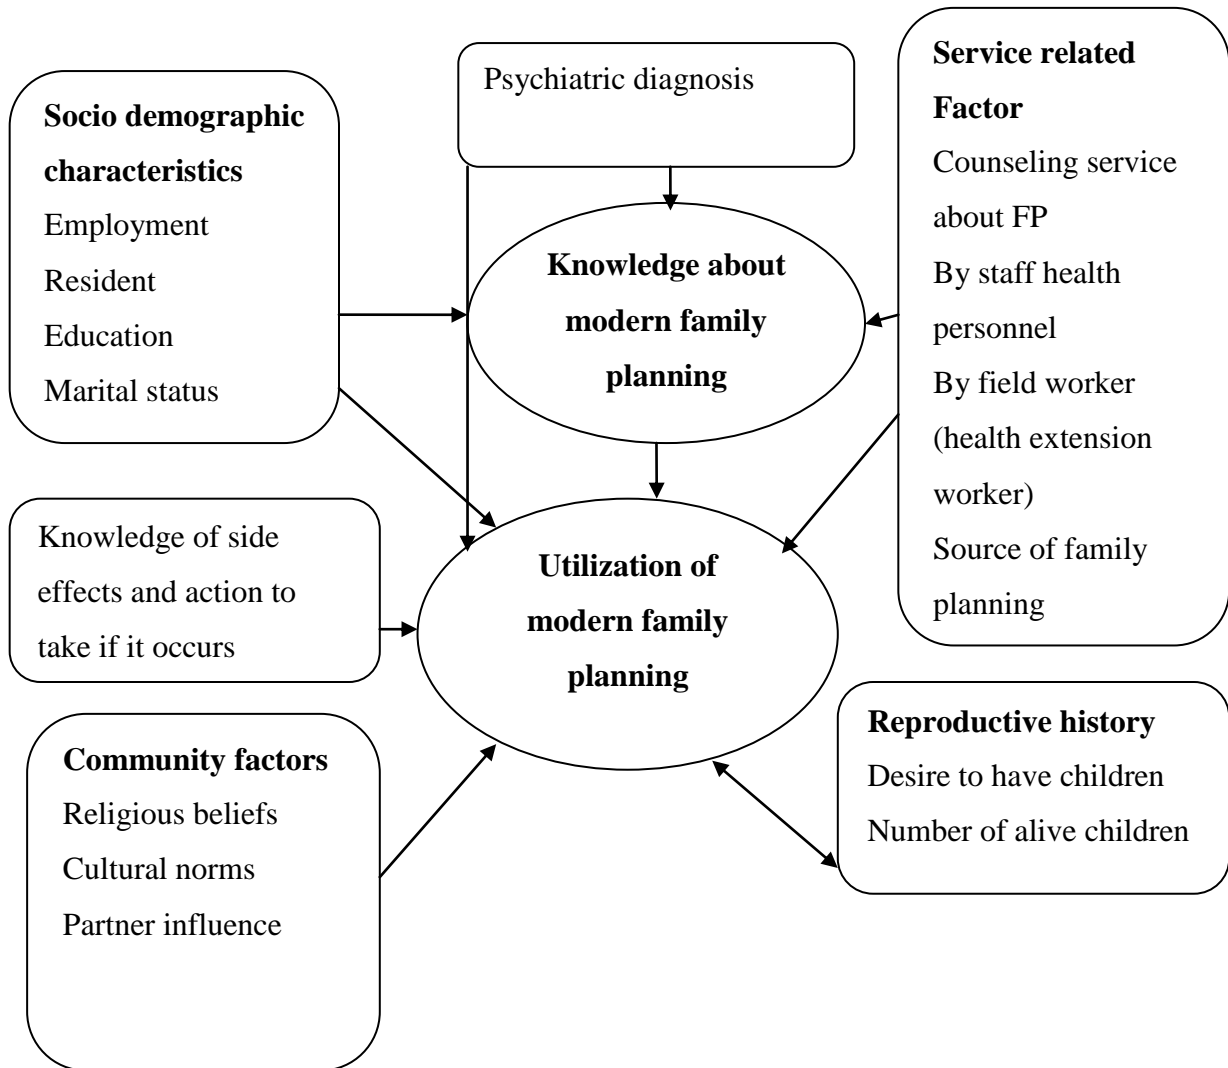 Psychiatric diagnosis
Socio demographic
characteristics
Employment
Resident
Education
Marital status
Service related
Factor
Counseling service
about FP
By staff health
personnel
By field worker
(health extension
worker)
Source of family
planning
Knowledge about
modern family
planning
Knowledge of side
effects and action to
take if it occurs
Utilization of
modern family
planning
Community factors
Religious beliefs
Cultural norms
Partner influence
Reproductive history
Desire to have children
Number of alive children